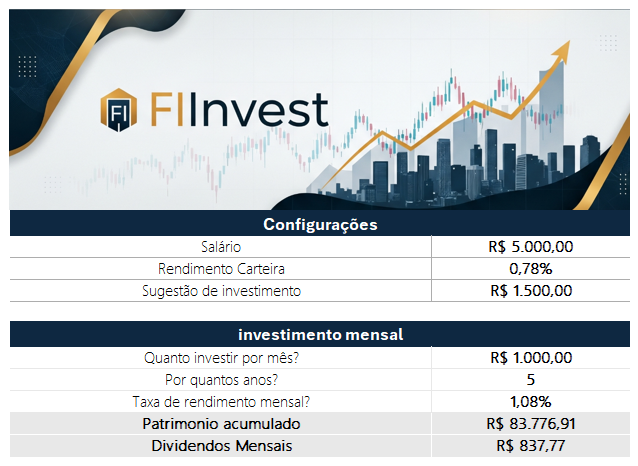 FI
FIInvest
Configurações
Salário R$ 5.000,00
Rendimento Carteira 0,78%
Sugestão de investimento R$ 1.500,00
investimento mensal
Quanto investir por mês? R$ 1.000,00
Por quantos anos? 5
Taxa de rendimento mensal? 1,08%
Patrimonio acumulado R$ 83.776,91
Dividendos Mensais R$ 837,77